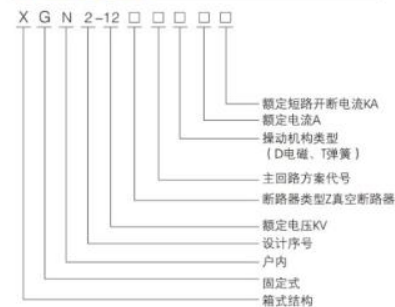 XGN2-12□□□□□
额定短路开断电流KA
额定电流A
操动机构类型
(D电磁、T弹簧)
主回路方案代号
断路器类型Z真空断路器
额定电压KV
设计序号
户内
固定式
箱式结构